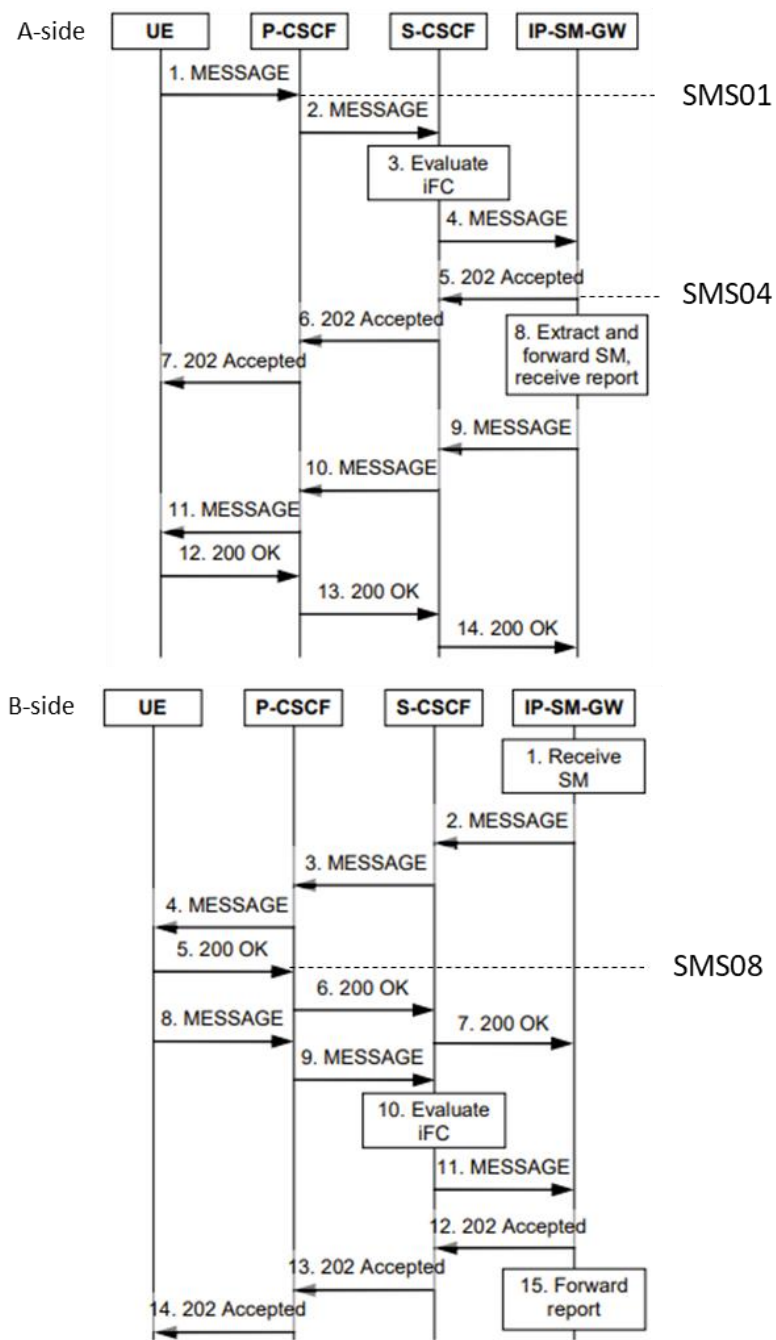 A-side
UE P-CSCF S-CSCF IP-SM-GW
1. MESSAGE
SMS01
2. MESSAGE
3. Evaluate
iFC
4. MESSAGE
5. 202 Accepted
SMS04
6. 202 Accepted
8. Extract and
forward SM,
receive report
7. 202 Accepted
9. MESSAGE
10. MESSAGE
11. MESSAGE
12. 200 OK
13. 200 OK
14. 200 OK
B-side
UE P-CSCF S-CSCF IP-SM-GW
1. Receive
SM
2. MESSAGE
3. MESSAGE
4. MESSAGE
5. 200 OK
SMS08
6. 200 OK
7. 200 OK
8. MESSAGE
9. MESSAGE
10. Evaluate
iFC
11. MESSAGE
12. 202 Accepted
13. 202 Accepted
15. Forward
report
14. 202 Accepted